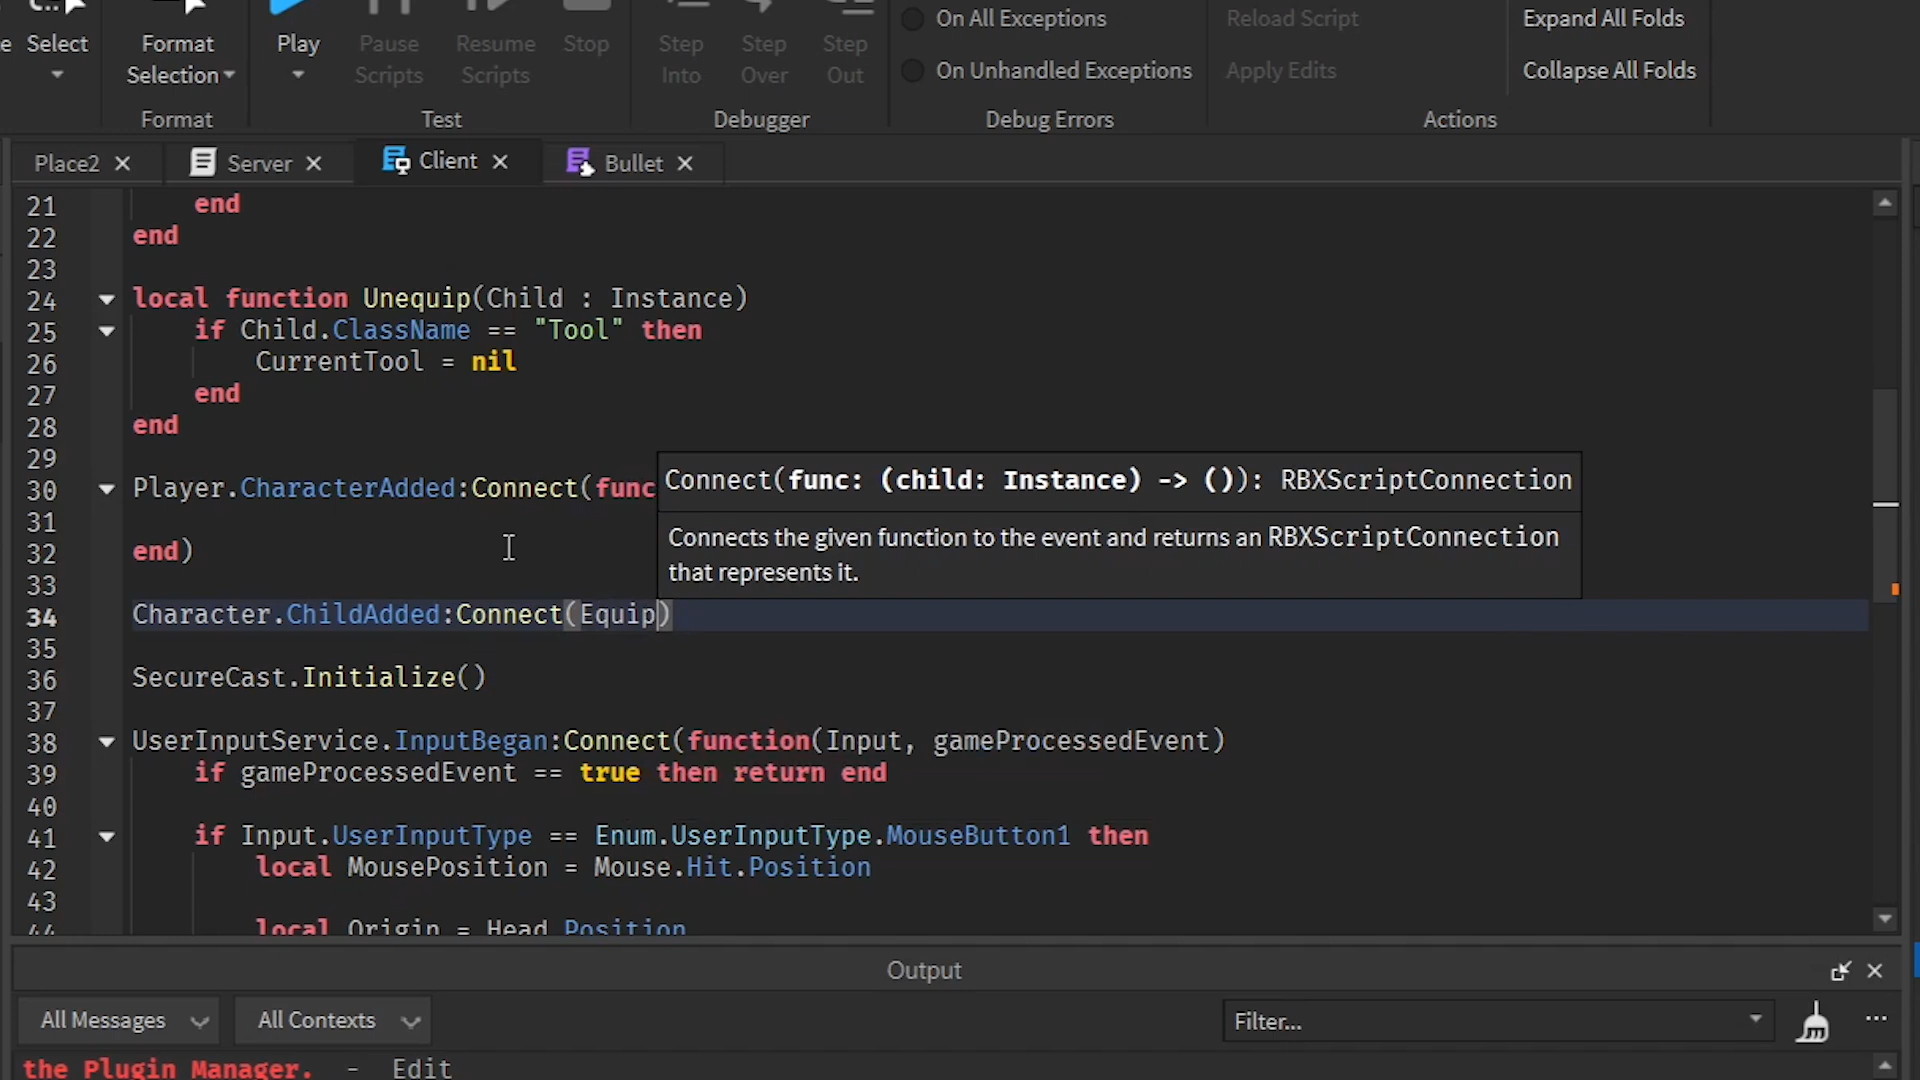 Select
Format
Selection
Play
Pause
Scripts
Resume
Scripts
Stop
Step
Into
Step
Over
Step
Out
On All Exceptions
On Unhandled Exceptions
Reload Script
Apply Edits
Expand All Folds
Collapse All Folds
Format
Test
Debugger
Debug Errors
Actions
Place2
Server
Client
Bullet
21 end
22 end
23
24 local function Unequip(Child : Instance)
25 if Child.ClassName == "Tool" then
26 CurrentTool = nil
27 end
28 end
29
30 Player.CharacterAdded:Connect(func
Connect(func: (child: Instance) -> ()): RBXScriptConnection
Connects the given function to the event and returns an RBXScriptConnection
that represents it.
31
32 end)
33
34 Character.ChildAdded:Connect(Equip)
35
36 SecureCast.Initialize()
37
38 UserInputService.InputBegan:Connect(function(Input, gameProcessedEvent)
39 if gameProcessedEvent == true then return end
40
41 if Input.UserInputType == Enum.UserInputType.MouseButton1 then
42 local MousePosition = Mouse.Hit.Position
43
44 local Origin = Head.Position
Output
All Messages
All Contexts
Filter...
the Plugin Manager. - Edit